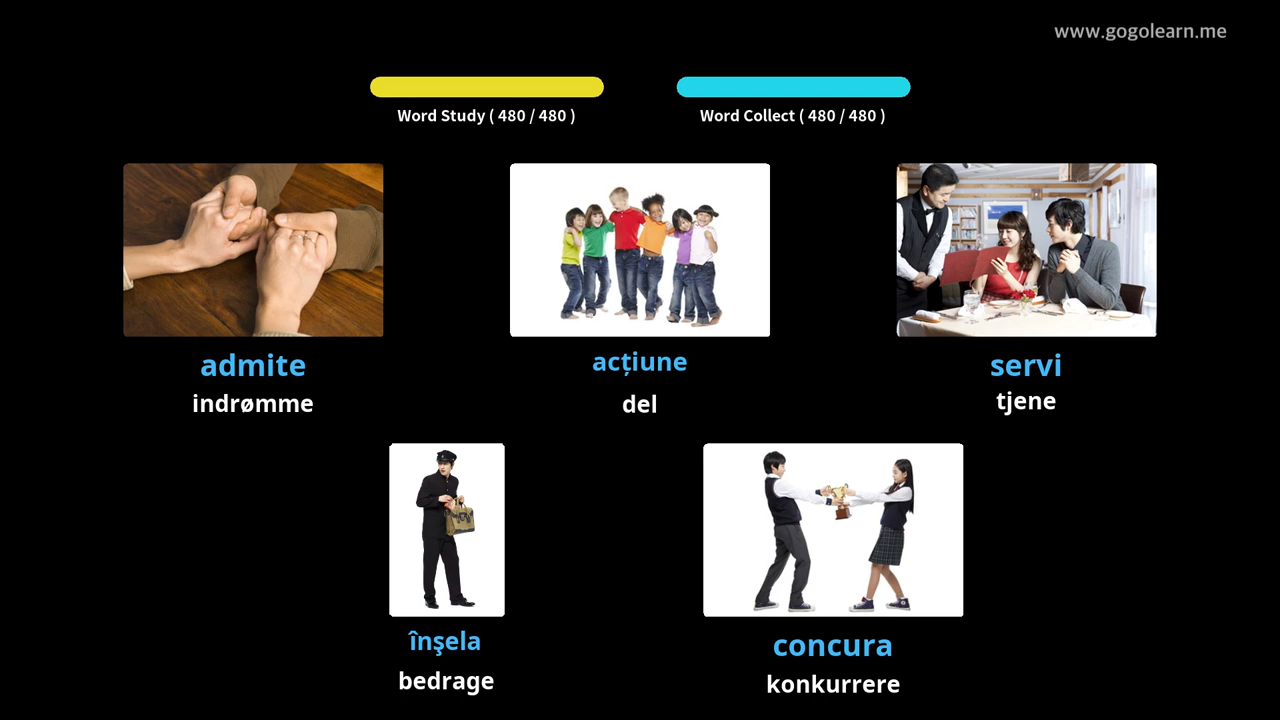 www.gogolearn.me
Word Study ( 480 / 480 )
Word Collect ( 480 / 480 )
admite
indrømme
acțiune
del
servi
tjene
înşela
bedrage
concura
konkurrere